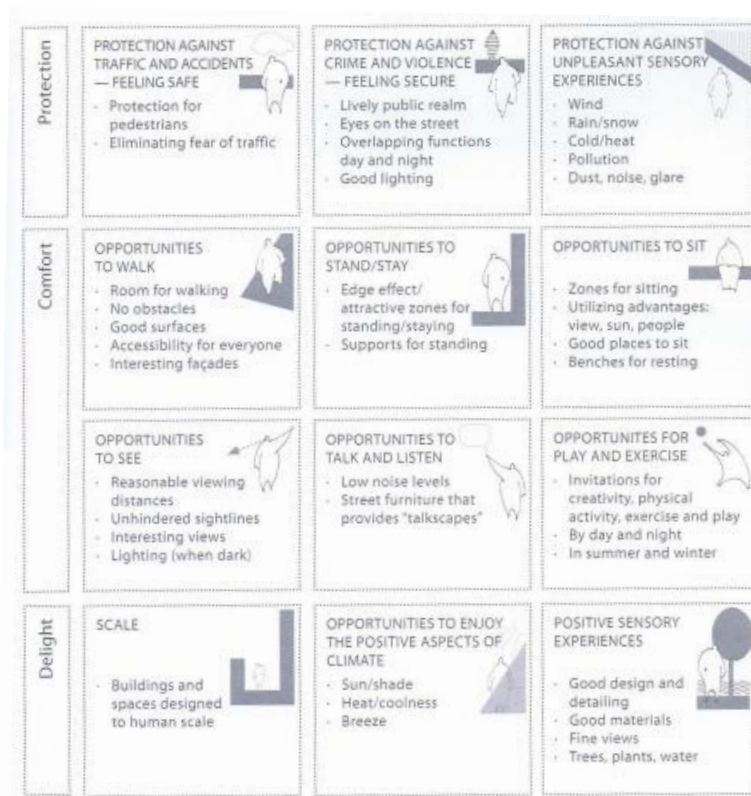 Protection
PROTECTION AGAINST
TRAFFIC AND ACCIDENTS
— FEELING SAFE
· Protection for
pedestrians
· Eliminating fear of traffic
PROTECTION AGAINST
CRIME AND VIOLENCE
— FEELING SECURE
· Lively public realm
· Eyes on the street
· Overlapping functions
day and night
· Good lighting
PROTECTION AGAINST
UNPLEASANT SENSORY
EXPERIENCES
· Wind
· Rain/snow
· Cold/heat
· Pollution
· Dust, noise, glare
Comfort
OPPORTUNITIES
TO WALK
· Room for walking
· No obstacles
· Good surfaces
· Accessibility for everyone
· Interesting façades
OPPORTUNITIES TO
STAND/STAY
· Edge effect/
attractive zones for
standing/staying
· Supports for standing
OPPORTUNITIES TO SIT
· Zones for sitting
· Utilizing advantages:
view, sun, people
· Good places to sit
· Benches for resting
OPPORTUNITIES
TO SEE
· Reasonable viewing
distances
· Unhindered sightlines
· Interesting views
· Lighting (when dark)
OPPORTUNITIES TO
TALK AND LISTEN
· Low noise levels
· Street furniture that
provides "talkscapes"
OPPORTUNITES FOR
PLAY AND EXERCISE
· Invitations for
creativity, physical
activity, exercise and play
· By day and night
· In summer and winter
Delight
SCALE
· Buildings and
spaces designed
to human scale
OPPORTUNITIES TO ENJOY
THE POSITIVE ASPECTS OF
CLIMATE
· Sun/shade
· Heat/coolness
· Breeze
POSITIVE SENSORY
EXPERIENCES
· Good design and
detailing
· Good materials
· Fine views
· Trees, plants, water